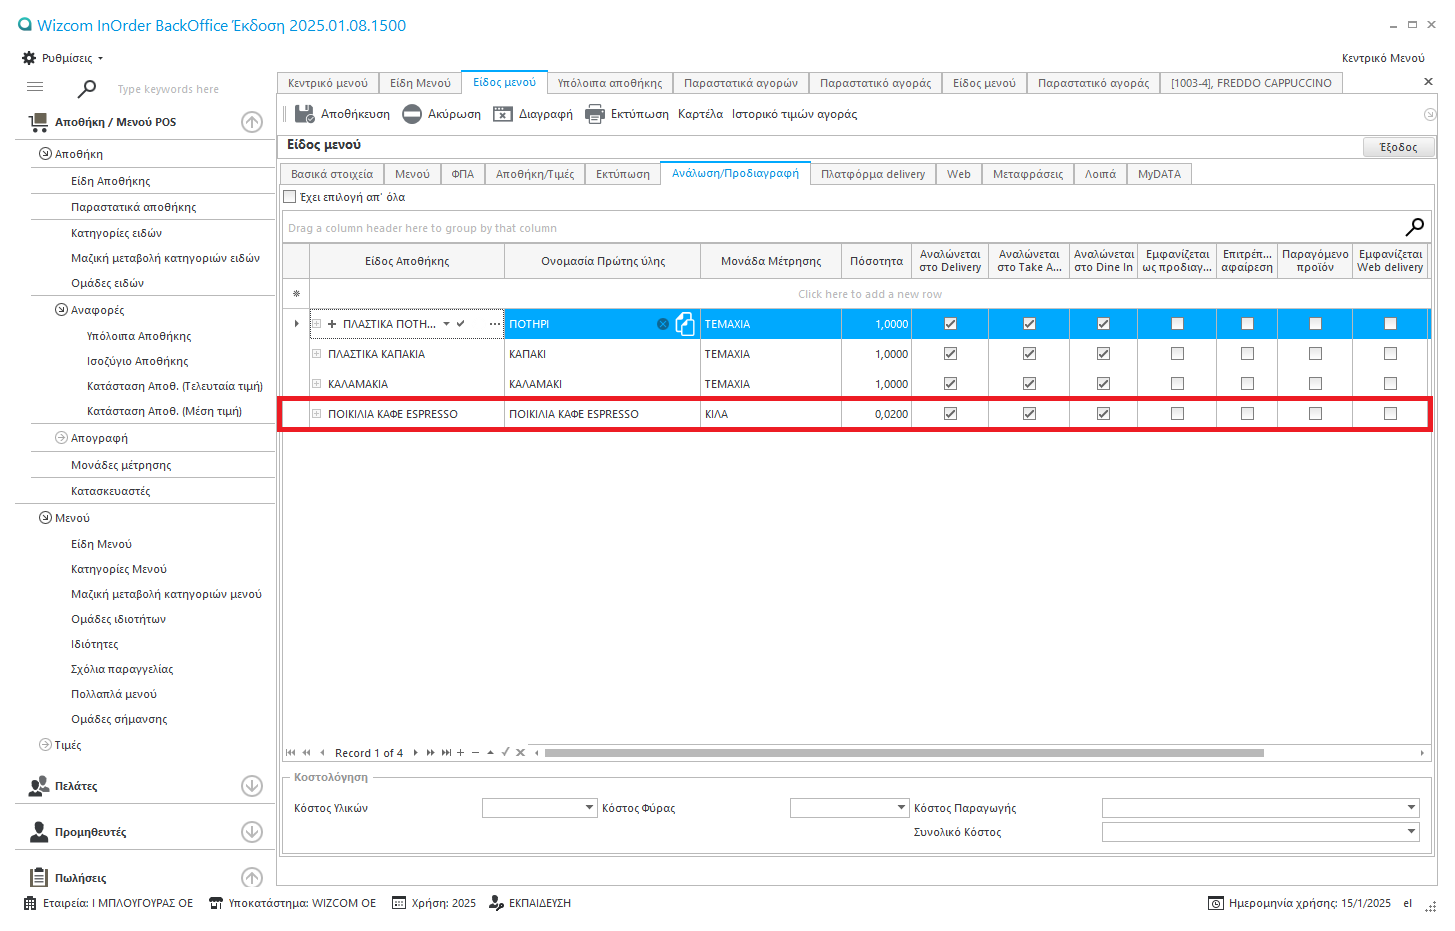 Wizcom InOrder BackOffice Έκδοση 2025.01.08.1500
Ρυθμίσεις
Κεντρικό Μενού
Type keywords here
Κεντρικό μενού Είδη Μενού Είδος μενού Υπόλοιπα αποθήκης Παραστατικά αγορών Παραστατικό αγοράς Είδος μενού Παραστατικό αγοράς [1003-4], FREDDO CAPPUCCINO
Αποθήκευση Ακύρωση Διαγραφή Εκτύπωση Καρτέλα Ιστορικό τιμών αγοράς
Είδος μενού
Έξοδος
Βασικά στοιχεία Μενού ΦΠΑ Αποθήκη/Τιμές Εκτύπωση Ανάλωση/Προδιαγραφή Πλατφόρμα delivery Web Μεταφράσεις Λοιπά MyDATA
Έχει επιλογή απ' όλα
Drag a column header here to group by that column
Είδος Αποθήκης Ονομασία Πρώτης ύλης Μονάδα Μέτρησης Πόσοτητα Αναλώνεται στο Delivery Αναλώνεται στο Take A... Αναλώνεται στο Dine In Εμφανίζεται ως προδιαγ... Επιτρέπ... αφαίρεση Παραγόμενο προϊόν Εμφανίζεται Web delivery
Click here to add a new row
ΠΛΑΣΤΙΚΑ ΠΟΤΗ... ΠΟΤΗΡΙ ΤΕΜΑΧΙΑ 1,0000
ΠΛΑΣΤΙΚΑ ΚΑΠΑΚΙΑ ΚΑΠΑΚΙ ΤΕΜΑΧΙΑ 1,0000
ΚΑΛΑΜΑΚΙΑ ΚΑΛΑΜΑΚΙ ΤΕΜΑΧΙΑ 1,0000
ΠΟΙΚΙΛΙΑ ΚΑΦΕ ESPRESSO ΠΟΙΚΙΛΙΑ ΚΑΦΕ ESPRESSO ΚΙΛΑ 0,0200
Record 1 of 4
Κοστολόγηση
Κόστος Υλικών Κόστος Φύρας Κόστος Παραγωγής
Συνολικό Κόστος
Αποθήκη / Μενού POS
Αποθήκη
Είδη Αποθήκης
Παραστατικά αποθήκης
Κατηγορίες ειδών
Μαζική μεταβολή κατηγοριών ειδών
Ομάδες ειδών
Αναφορές
Υπόλοιπα Αποθήκης
Ισοζύγιο Αποθήκης
Κατάσταση Αποθ. (Τελευταία τιμή)
Κατάσταση Αποθ. (Μέση τιμή)
Απογραφή
Μονάδες μέτρησης
Κατασκευαστές
Μενού
Είδη Μενού
Κατηγορίες Μενού
Μαζική μεταβολή κατηγοριών μενού
Ομάδες ιδιοτήτων
Ιδιότητες
Σχόλια παραγγελίας
Πολλαπλά μενού
Ομάδες σήμανσης
Τιμές
Πελάτες
Προμηθευτές
Πωλήσεις
Εταιρεία: Ι ΜΠΛΟΥΓΟΥΡΑΣ ΟΕ Υποκατάστημα: WIZCOM OE Χρήση: 2025 ΕΚΠΑΙΔΕΥΣΗ Ημερομηνία χρήσης: 15/1/2025 el